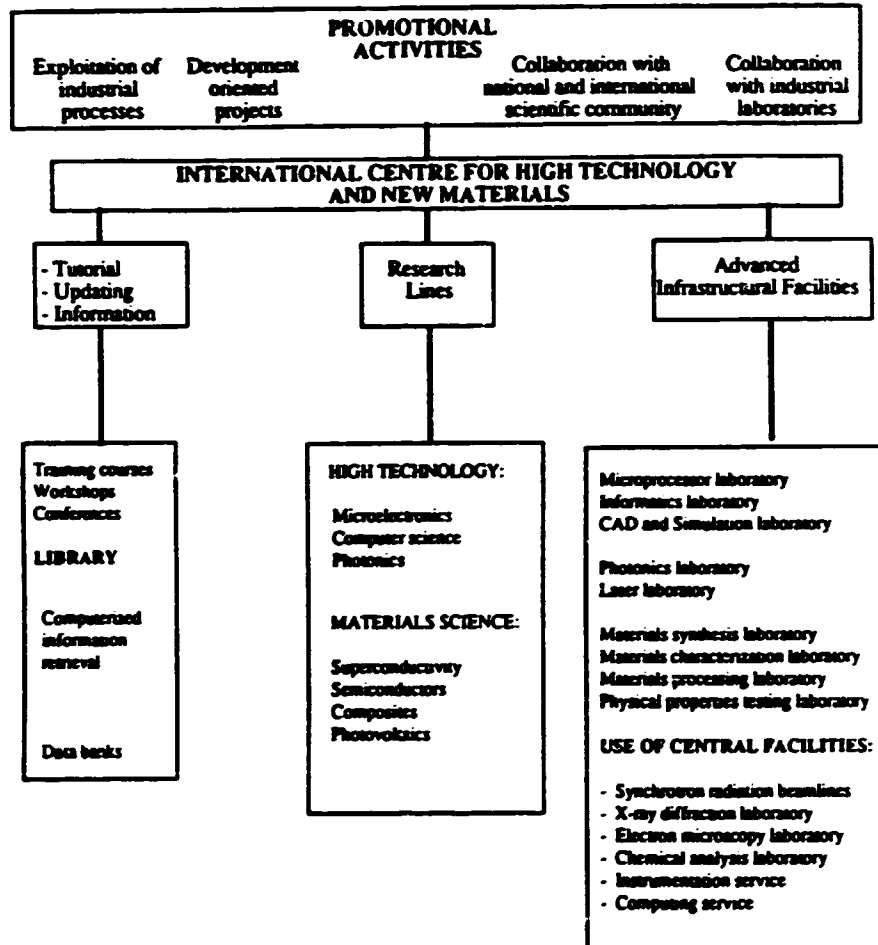 PROMOTIONAL
ACTIVITIES
Exploitation of
industrial
processes
Development
oriented
projects
Collaboration with
national and international
scientific community
Collaboration
with industrial
laboratories
INTERNATIONAL CENTRE FOR HIGH TECHNOLOGY
AND NEW MATERIALS
- Tutorial
- Updating
- Information
Research
Lines
Advanced
Infrastructural Facilities
Training courses
Workshops
Conferences
LIBRARY
Computerized
information
retrieval
Data banks
HIGH TECHNOLOGY:
Microelectronics
Computer science
Photonics
MATERIALS SCIENCE:
Superconductivity
Semiconductors
Composites
Photovoltaics
Microprocessor laboratory
Informatics laboratory
CAD and Simulation laboratory
Photonics laboratory
Laser laboratory
Materials synthesis laboratory
Materials characterization laboratory
Materials processing laboratory
Physical properties testing laboratory
USE OF CENTRAL FACILITIES:
- Synchrotron radiation beamlines
- X-ray diffraction laboratory
- Electron microscopy laboratory
- Chemical analysis laboratory
- Instrumentation service
- Computing service